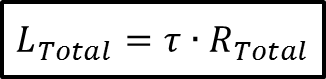 L_Total = τ · R_Total